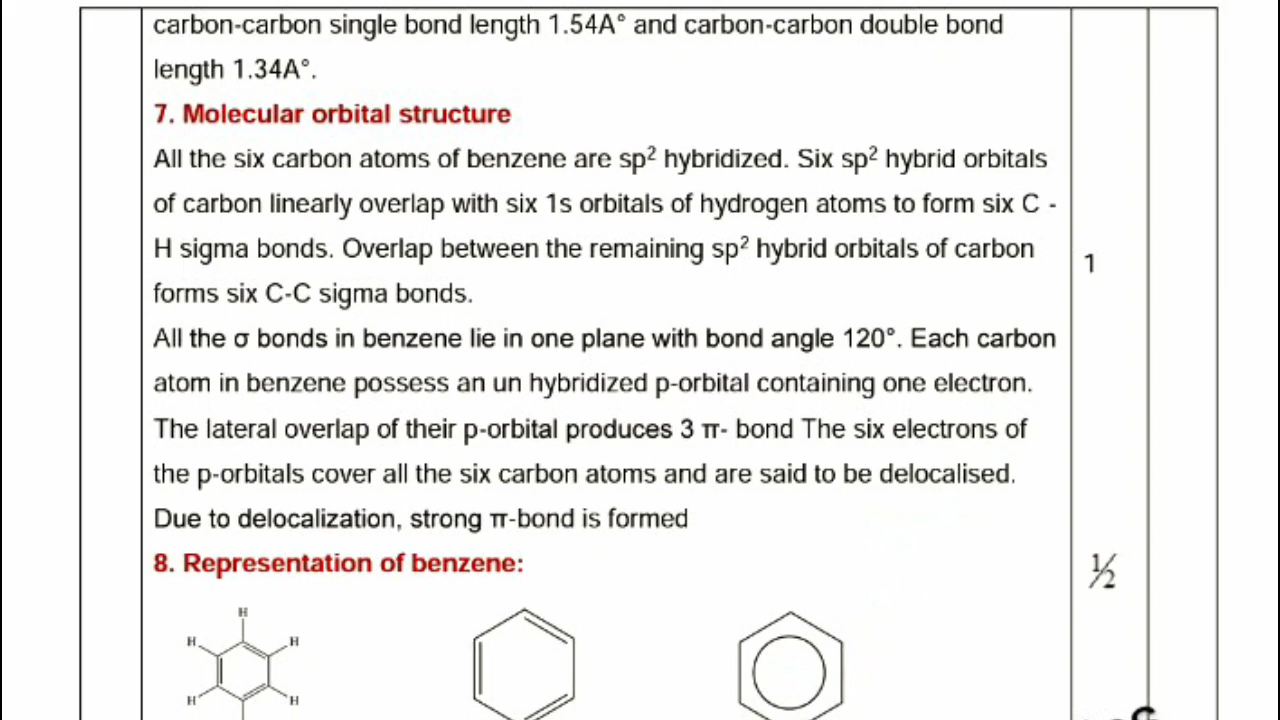 carbon-carbon single bond length 1.54A° and carbon-carbon double bond
length 1.34A°.
7. Molecular orbital structure
All the six carbon atoms of benzene are sp² hybridized. Six sp² hybrid orbitals
of carbon linearly overlap with six 1s orbitals of hydrogen atoms to form six C -
H sigma bonds. Overlap between the remaining sp² hybrid orbitals of carbon
1
forms six C-C sigma bonds.
All the σ bonds in benzene lie in one plane with bond angle 120°. Each carbon
atom in benzene possess an un hybridized p-orbital containing one electron.
The lateral overlap of their p-orbital produces 3 π- bond The six electrons of
the p-orbitals cover all the six carbon atoms and are said to be delocalised.
Due to delocalization, strong π-bond is formed
8. Representation of benzene:
½
H
H H
H H